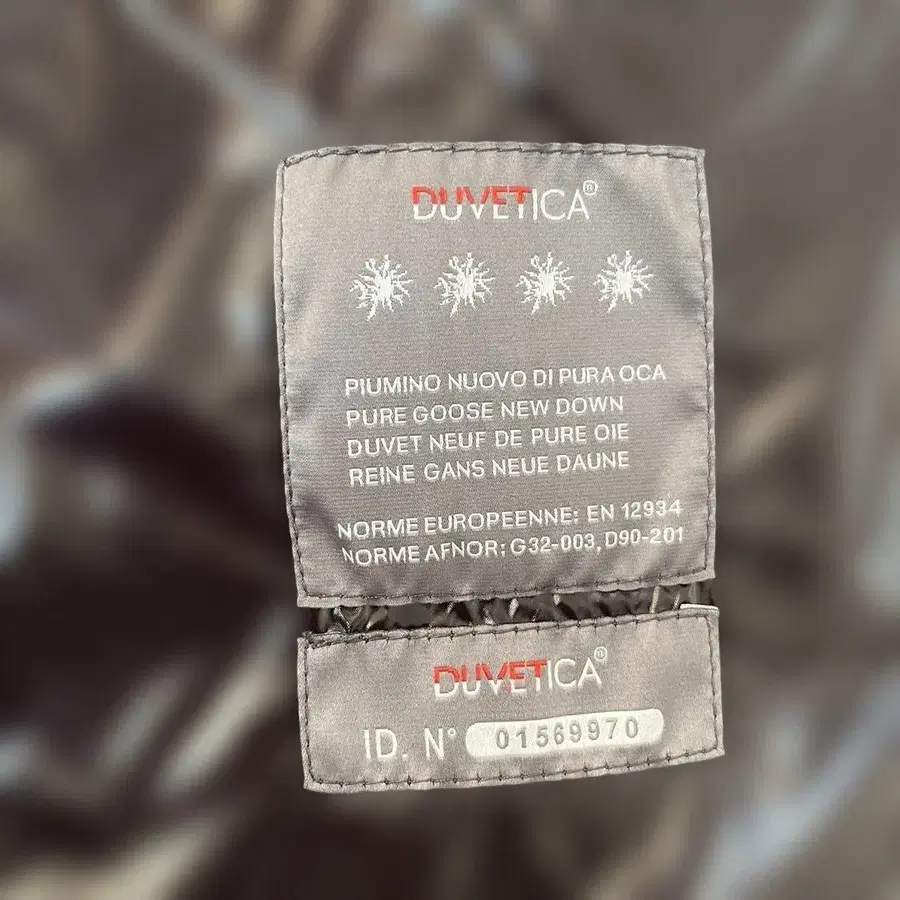 DUVETICA®
PIUMINO NUOVO DI PURA OCA
PURE GOOSE NEW DOWN
DUVET NEUF DE PURE OIE
REINE GANS NEUE DAUNE
NORME EUROPEENNE: EN 12934
NORME AFNOR: G32-003, D90-201
DUVETICA®
ID. N° 01569970